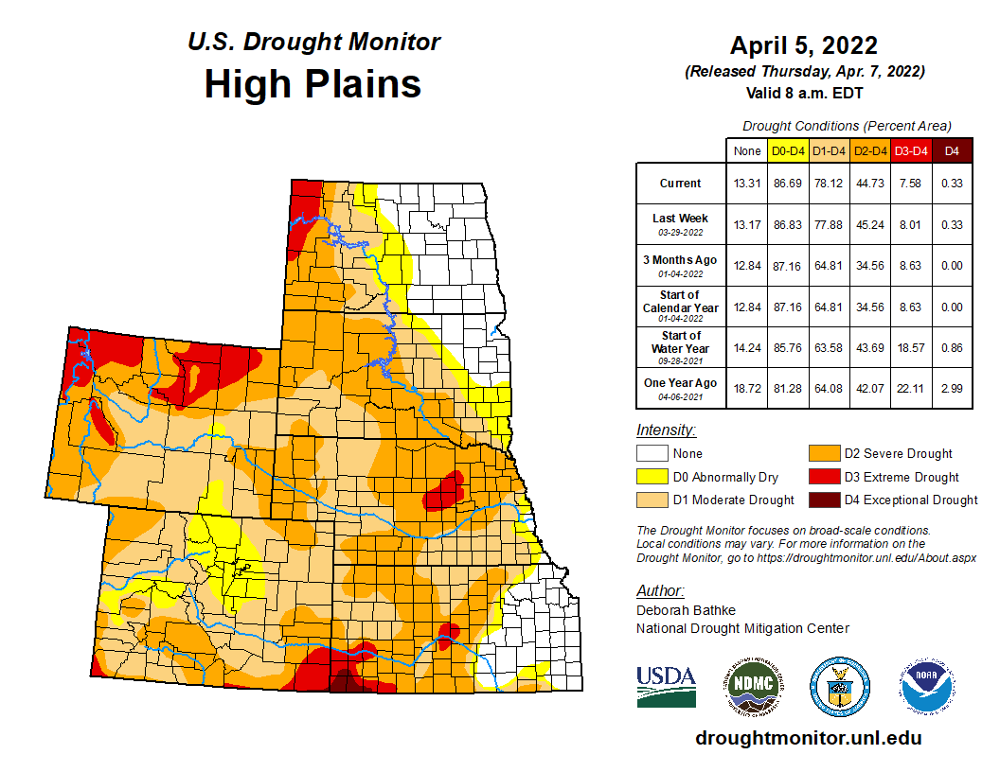 U.S. Drought Monitor
High Plains
April 5, 2022
(Released Thursday, Apr. 7, 2022)
Valid 8 a.m. EDT
Drought Conditions (Percent Area)
None D0-D4 D1-D4 D2-D4 D3-D4 D4
Current 13.31 86.69 78.12 44.73 7.58 0.33
Last Week
03-29-2022
13.17 86.83 77.88 45.24 8.01 0.33
3 Months Ago
01-04-2022
12.84 87.16 64.81 34.56 8.63 0.00
Start of
Calendar Year
01-04-2022
12.84 87.16 64.81 34.56 8.63 0.00
Start of
Water Year
09-28-2021
14.24 85.76 63.58 43.69 18.57 0.86
One Year Ago
04-06-2021
18.72 81.28 64.08 42.07 22.11 2.99
Intensity:
None
D0 Abnormally Dry
D1 Moderate Drought
D2 Severe Drought
D3 Extreme Drought
D4 Exceptional Drought
The Drought Monitor focuses on broad-scale conditions.
Local conditions may vary. For more information on the
Drought Monitor, go to https://droughtmonitor.unl.edu/About.aspx
Author:
Deborah Bathke
National Drought Mitigation Center
USDA
NDMC
NOAA
droughtmonitor.unl.edu